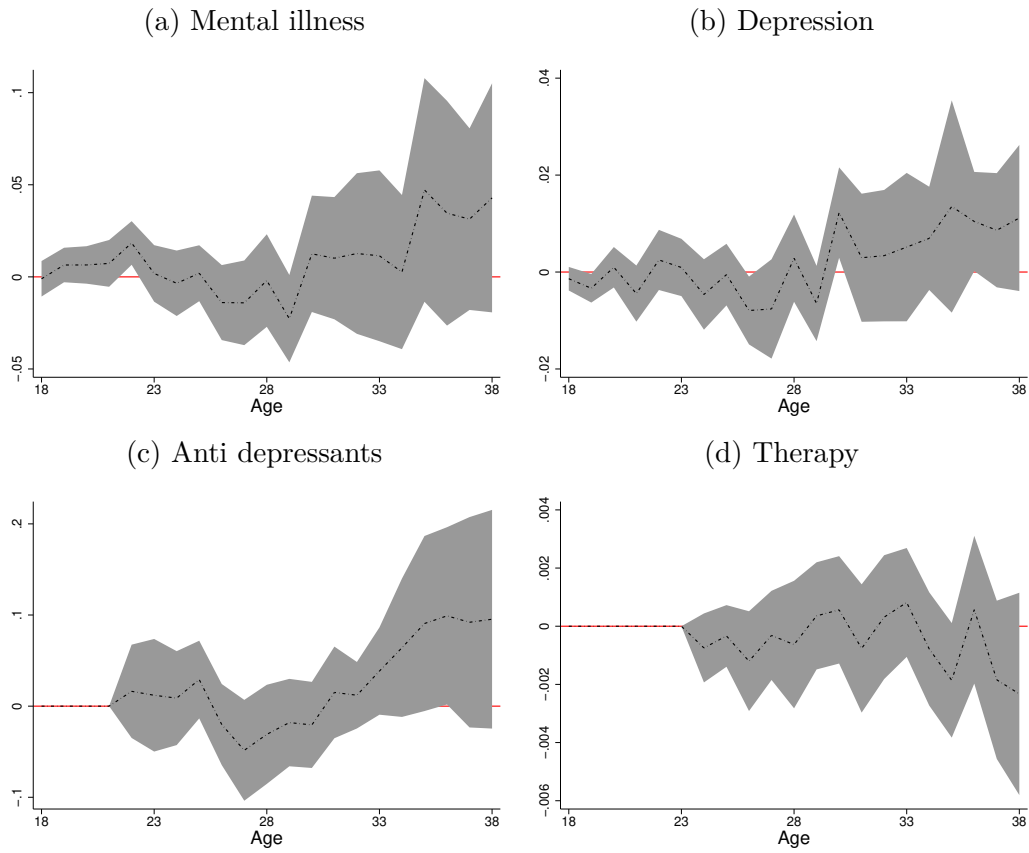 (a) Mental illness
.1
.05
0
-.05
18 23 28 33 38
Age
(b) Depression
.04
.02
0
-.02
18 23 28 33 38
Age
(c) Anti depressants
.2
.1
0
-.1
18 23 28 33 38
Age
(d) Therapy
.004
.002
0
-.002
-.004
-.006
18 23 28 33 38
Age